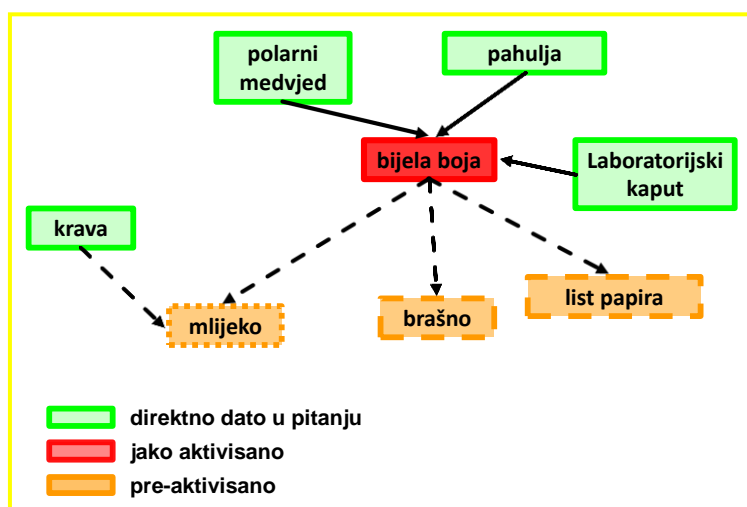 polarni
medvjed
pahulja
bijela boja
Laboratorijski
kaput
krava
mlijeko
brašno
list papira
direktno dato u pitanju
jako aktivisano
pre-aktivisano